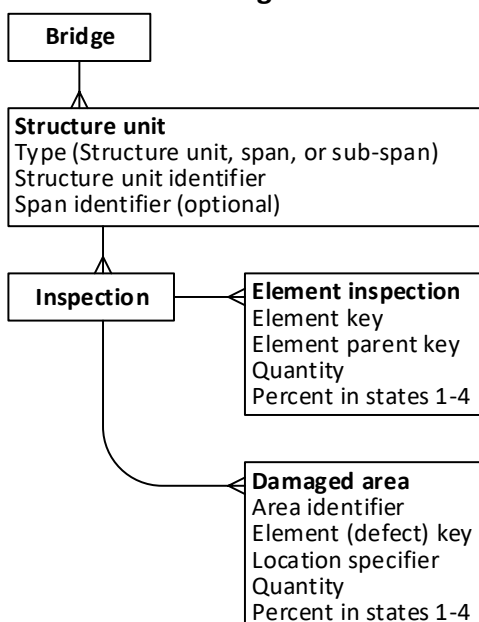 Bridge
Structure unit
Type (Structure unit, span, or sub-span)
Structure unit identifier
Span identifier (optional)
Inspection
Element inspection
Element key
Element parent key
Quantity
Percent in states 1-4
Damaged area
Area identifier
Element (defect) key
Location specifier
Quantity
Percent in states 1-4